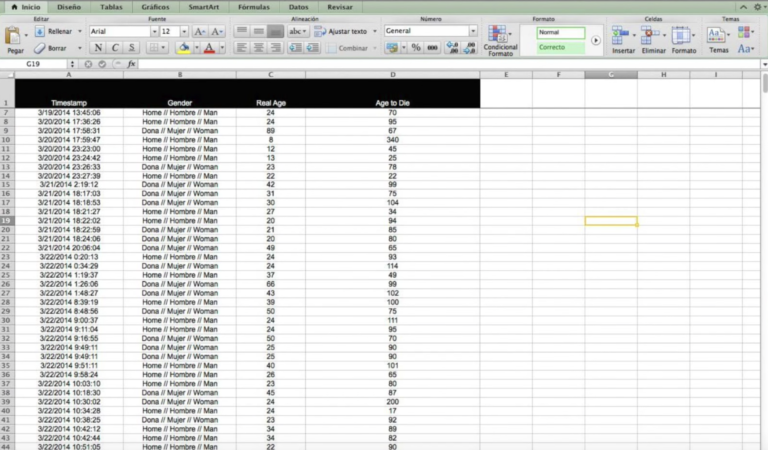 Inicio Diseño Tablas Gráficos SmartArt Fórmulas Datos Revisar
Editar Fuente Alineación Número Formato Celdas Temas
Pegar Rellenar Arial 12 A A abc Ajustar texto General Normal
Borrar N C S A Combinar % 000 Condicional Formato Correcto Insertar Eliminar Formato Temas Aa
G19 fx
A B C D E F G H I
1 Timestamp Gender Real Age Age to Die
7 3/19/2014 13:45:06 Home // Hombre // Man 24 70
8 3/20/2014 17:36:26 Home // Hombre // Man 24 95
9 3/20/2014 17:58:31 Dona // Mujer // Woman 89 67
10 3/20/2014 17:59:47 Home // Hombre // Man 8 340
11 3/20/2014 23:23:00 Home // Hombre // Man 12 45
12 3/20/2014 23:24:42 Home // Hombre // Man 13 25
13 3/20/2014 23:26:33 Dona // Mujer // Woman 23 78
14 3/20/2014 23:27:39 Home // Hombre // Man 22 22
15 3/21/2014 2:19:12 Dona // Mujer // Woman 42 99
16 3/21/2014 18:17:03 Home // Hombre // Man 31 75
17 3/21/2014 18:18:53 Dona // Mujer // Woman 30 104
18 3/21/2014 18:21:27 Home // Hombre // Man 27 34
19 3/21/2014 18:22:02 Home // Hombre // Man 20 94
20 3/21/2014 18:22:59 Dona // Mujer // Woman 21 85
21 3/21/2014 18:24:06 Dona // Mujer // Woman 20 80
22 3/21/2014 20:06:04 Dona // Mujer // Woman 49 65
23 3/22/2014 0:20:13 Home // Hombre // Man 24 93
24 3/22/2014 0:34:29 Dona // Mujer // Woman 24 114
25 3/22/2014 1:19:37 Home // Hombre // Man 37 49
26 3/22/2014 1:26:06 Dona // Mujer // Woman 66 99
27 3/22/2014 1:48:27 Dona // Mujer // Woman 43 102
28 3/22/2014 8:39:19 Home // Hombre // Man 39 100
29 3/22/2014 8:48:56 Dona // Mujer // Woman 50 75
30 3/22/2014 9:00:37 Home // Hombre // Man 24 111
31 3/22/2014 9:11:04 Home // Hombre // Man 24 95
32 3/22/2014 9:16:55 Dona // Mujer // Woman 50 70
33 3/22/2014 9:49:11 Dona // Mujer // Woman 25 90
34 3/22/2014 9:49:11 Dona // Mujer // Woman 25 90
35 3/22/2014 9:51:11 Home // Hombre // Man 40 101
36 3/22/2014 9:58:24 Home // Hombre // Man 26 65
37 3/22/2014 10:03:10 Home // Hombre // Man 23 80
38 3/22/2014 10:18:30 Dona // Mujer // Woman 45 87
39 3/22/2014 10:30:02 Dona // Mujer // Woman 24 200
40 3/22/2014 10:34:28 Home // Hombre // Man 24 17
41 3/22/2014 10:38:25 Dona // Mujer // Woman 23 92
42 3/22/2014 10:42:12 Home // Hombre // Man 34 89
43 3/22/2014 10:42:44 Home // Hombre // Man 34 82
44 3/22/2014 10:51:05 Home // Hombre // Man 22 90